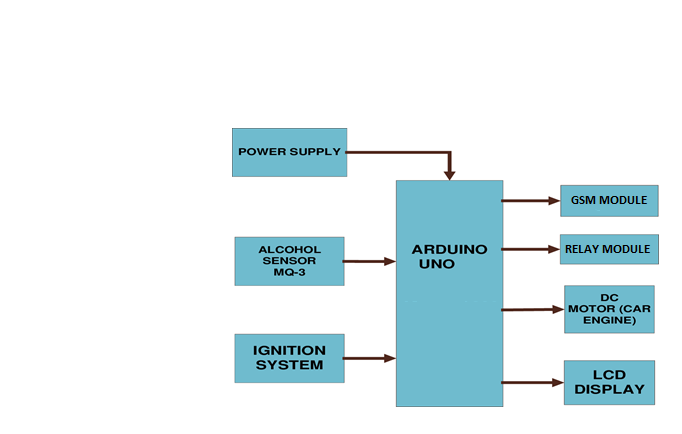 POWER SUPPLY
GSM MODULE
ALCOHOL
SENSOR
MQ-3
ARDUINO
UNO
RELAY MODULE
DC
MOTOR (CAR
ENGINE)
IGNITION
SYSTEM
LCD
DISPLAY